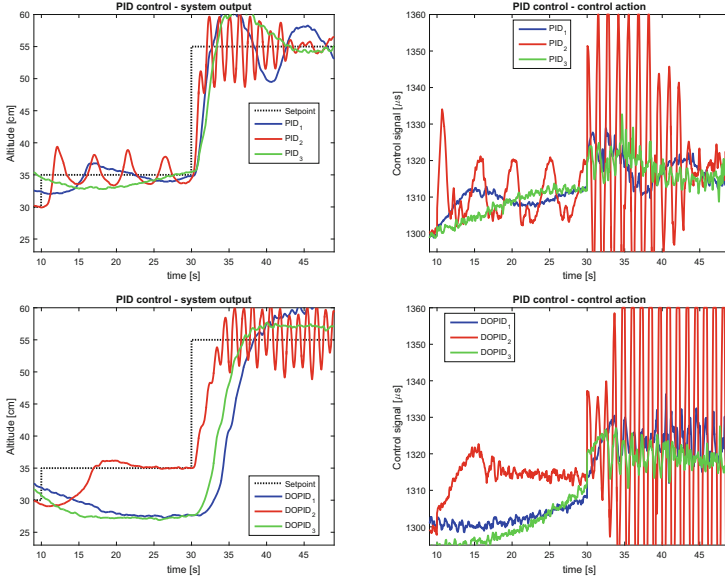 PID control - system output
60
55
50
45
40
35
30
25
10 15 20 25 30 35 40 45
time [s]
Altitude [cm]
Setpoint
PID1
PID2
PID3
PID control - control action
1360
1350
1340
1330
1320
1310
1300
10 15 20 25 30 35 40 45
time [s]
Control signal [μs]
PID1
PID2
PID3
PID control - system output
60
55
50
45
40
35
30
25
10 15 20 25 30 35 40 45
time [s]
Altitude [cm]
Setpoint
DOPID1
DOPID2
DOPID3
PID control - control action
1360
1350
1340
1330
1320
1310
1300
10 15 20 25 30 35 40 45
time [s]
Control signal [μs]
DOPID1
DOPID2
DOPID3